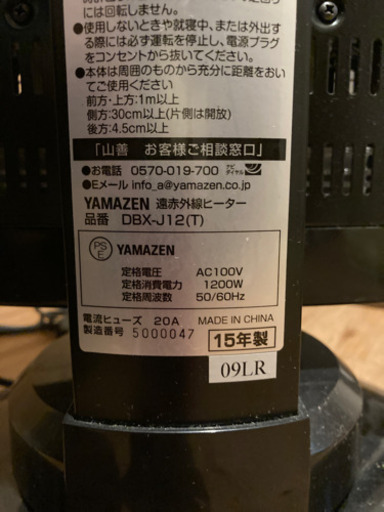 には回転しません。
●使用しないときや就寝中、または外出す
る際には必ず運転を停止し、電源プラグ
をコンセントから抜いてください。
●本体は周囲のものから充分に距離をおい
てご使用ください
前方・上方：1m以上
側方：30cm以上(片側は開放)
後方：4.5cm以上
「山善　お客様ご相談窓口」
●お電話　0570-019-700 ナビダイヤル
●Eメール info_a@yamazen.co.jp
YAMAZEN 遠赤外線ヒーター
品番　DBX-J12(T)
PS
E YAMAZEN
定格電圧　AC100V
定格消費電力　1200W
定格周波数　50/60Hz
電流ヒューズ　20A　MADE IN CHINA
製造番号 5000047　15年製
09LR